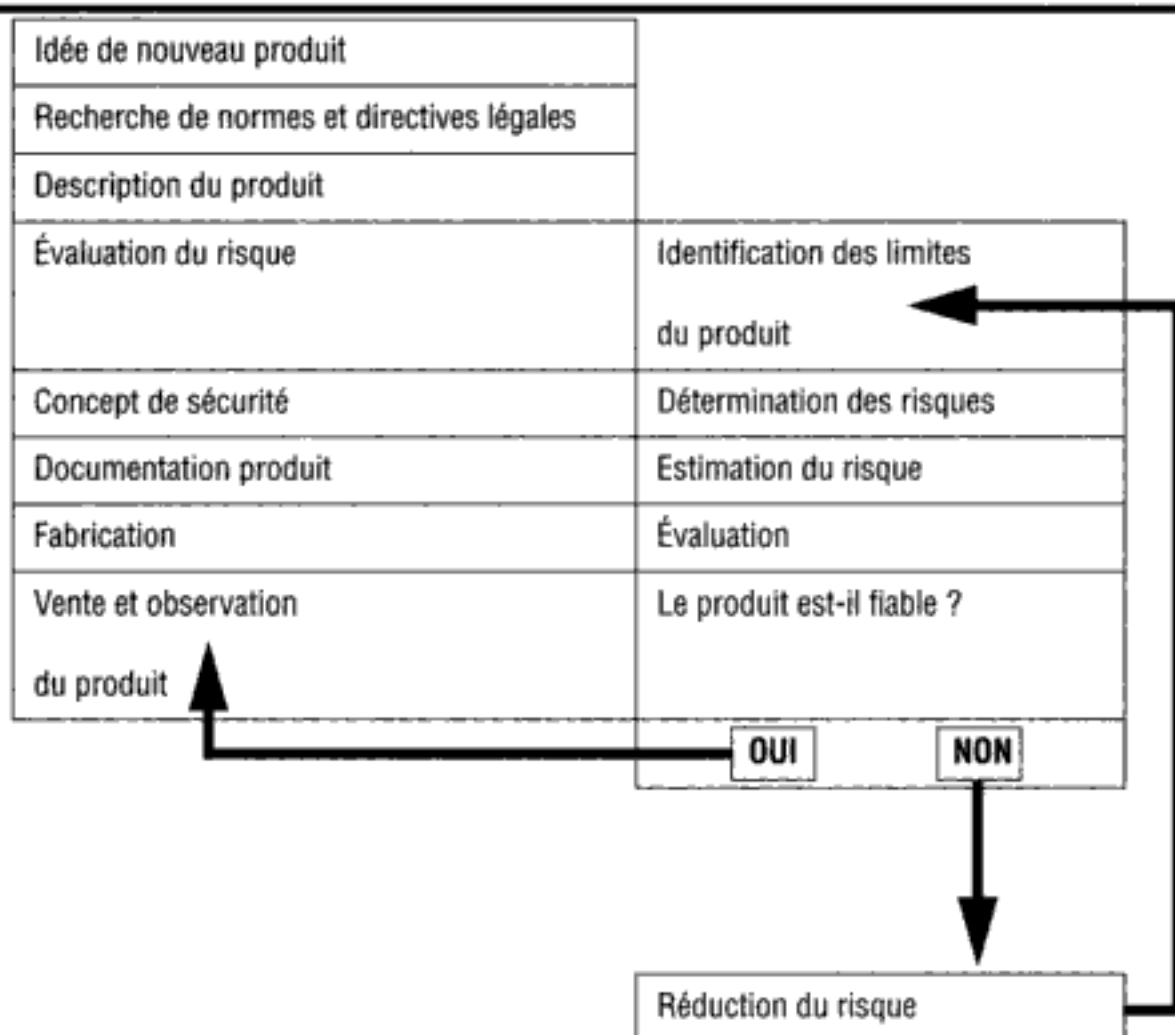 Idée de nouveau produit
Recherche de normes et directives légales
Description du produit
Évaluation du risque
Identification des limites
du produit
Concept de sécurité
Détermination des risques
Documentation produit
Estimation du risque
Fabrication
Évaluation
Vente et observation
du produit
Le produit est-il fiable ?
OUI
NON
Réduction du risque